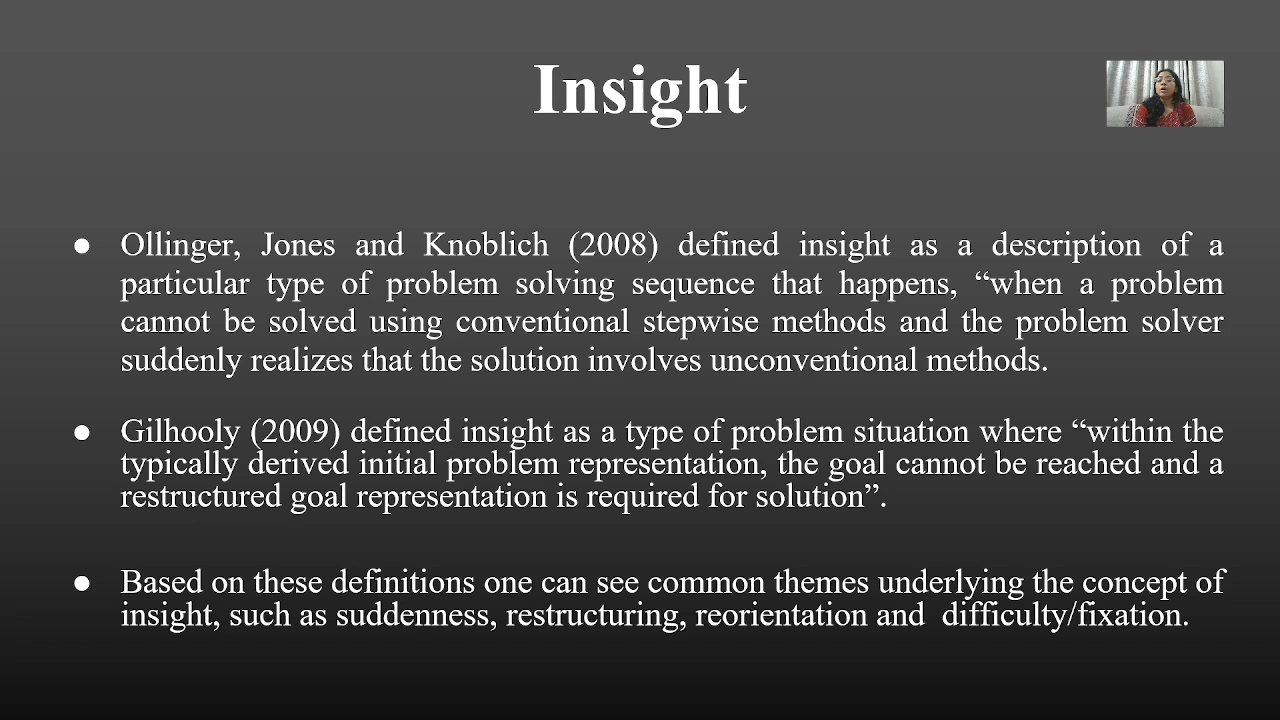 Insight
● Ollinger, Jones and Knoblich (2008) defined insight as a description of a
particular type of problem solving sequence that happens, “when a problem
cannot be solved using conventional stepwise methods and the problem solver
suddenly realizes that the solution involves unconventional methods.
● Gilhooly (2009) defined insight as a type of problem situation where “within the
typically derived initial problem representation, the goal cannot be reached and a
restructured goal representation is required for solution”.
● Based on these definitions one can see common themes underlying the concept of
insight, such as suddenness, restructuring, reorientation and  difficulty/fixation.